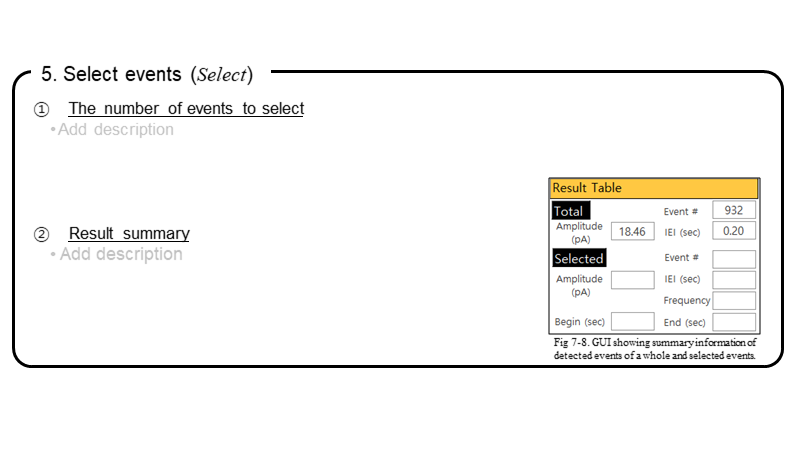 5. Select events (Select)
① The number of events to select
• Add description
② Result summary
• Add description
Result Table
Total Event # 932
Amplitude (pA) 18.46 IEI (sec) 0.20
Selected Event #
Amplitude (pA) IEI (sec)
Frequency
Begin (sec) End (sec)
Fig 7-8. GUI showing summary information of
detected events of a whole and selected events.